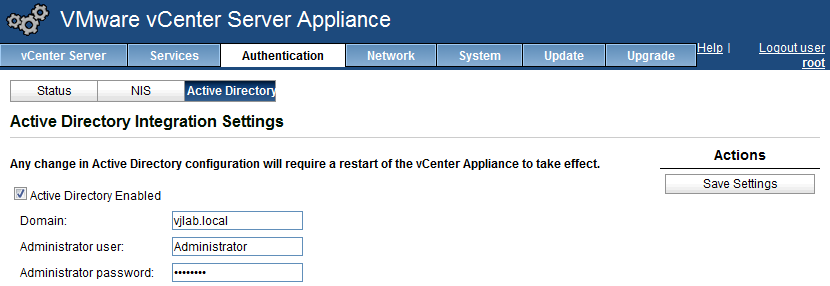 VMware vCenter Server Appliance
vCenter Server Services Authentication Network System Update Upgrade Help | Logout user root
Status NIS Active Directory
Active Directory Integration Settings
Any change in Active Directory configuration will require a restart of the vCenter Appliance to take effect.
Actions
Save Settings
Active Directory Enabled
Domain: vjlab.local
Administrator user: Administrator
Administrator password: ••••••••